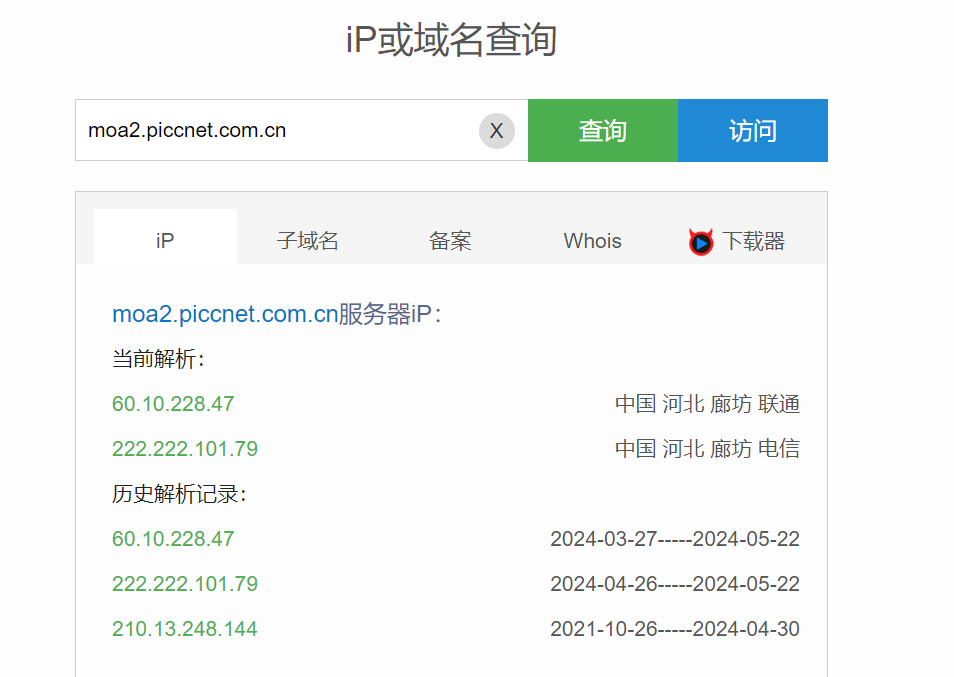 iP或域名查询
moa2.piccnet.com.cn X 查询 访问
iP 子域名 备案 Whois 下载器
moa2.piccnet.com.cn服务器iP:
当前解析:
60.10.228.47 中国 河北 廊坊 联通
222.222.101.79 中国 河北 廊坊 电信
历史解析记录:
60.10.228.47 2024-03-27-----2024-05-22
222.222.101.79 2024-04-26-----2024-05-22
210.13.248.144 2021-10-26-----2024-04-30